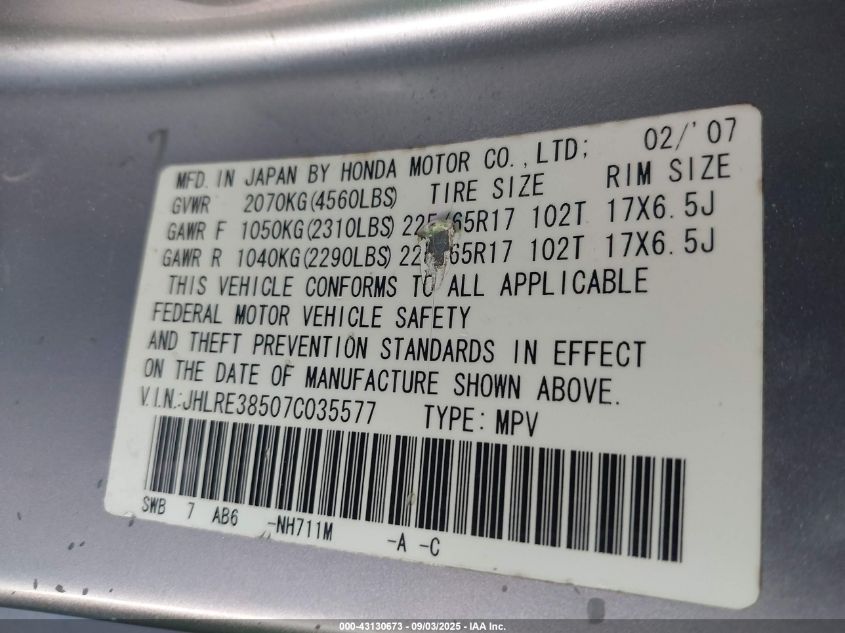 MFD. IN JAPAN BY HONDA MOTOR CO.,LTD; 02/'07
GVWR 2070KG(4560LBS) TIRE SIZE RIM SIZE
GAWR F 1050KG(2310LBS) 225/65R17 102T 17X6.5J
GAWR R 1040KG(2290LBS) 65R17 102T 17X6.5J
THIS VEHICLE CONFORMS TO ALL APPLICABLE
FEDERAL MOTOR VEHICLE SAFETY
AND THEFT PREVENTION STANDARDS IN EFFECT
ON THE DATE OF MANUFACTURE SHOWN ABOVE.
V.I.N.:JHLRE38507C035577 TYPE: MPV
SWB 7 AB6 -NH711M -A -C
000-43130673 - 09/03/2025 - IAA Inc.